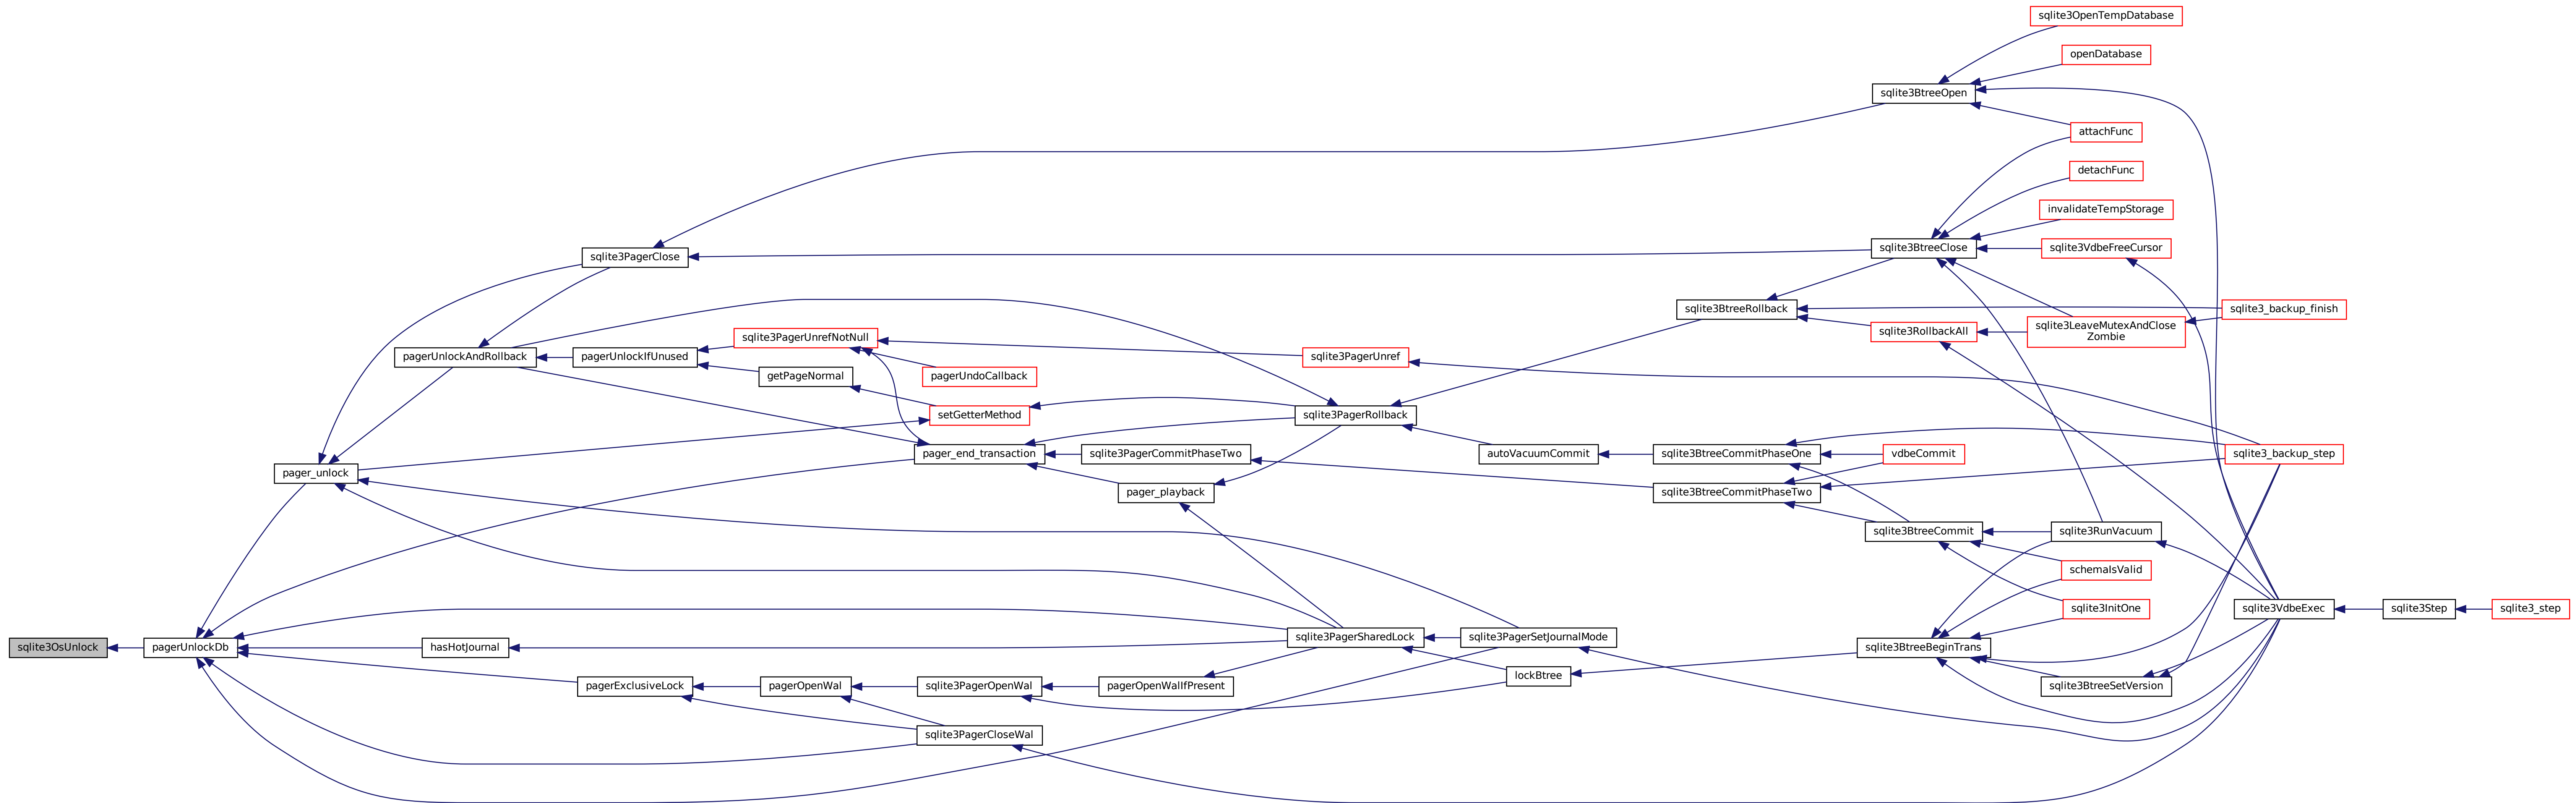 sqlite3OpenTempDatabase
openDatabase
sqlite3BtreeOpen
attachFunc
detachFunc
invalidateTempStorage
sqlite3PagerClose
sqlite3BtreeClose
sqlite3VdbeFreeCursor
sqlite3BtreeRollback
sqlite3_backup_finish
sqlite3RollbackAll
sqlite3LeaveMutexAndClose
Zombie
pagerUnlockAndRollback
pagerUnlockIfUnused
sqlite3PagerUnrefNotNull
sqlite3PagerUnref
getPageNormal
pagerUndoCallback
setGetterMethod
sqlite3PagerRollback
pager_unlock
pager_end_transaction
sqlite3PagerCommitPhaseTwo
autoVacuumCommit
sqlite3BtreeCommitPhaseOne
vdbeCommit
sqlite3_backup_step
pager_playback
sqlite3BtreeCommitPhaseTwo
sqlite3BtreeCommit
sqlite3RunVacuum
schemaIsValid
sqlite3InitOne
sqlite3VdbeExec
sqlite3Step
sqlite3_step
sqlite3OsUnlock
pagerUnlockDb
hasHotJournal
sqlite3PagerSharedLock
sqlite3PagerSetJournalMode
sqlite3BtreeBeginTrans
pagerExclusiveLock
pagerOpenWal
sqlite3PagerOpenWal
pagerOpenWalIfPresent
lockBtree
sqlite3BtreeSetVersion
sqlite3PagerCloseWal